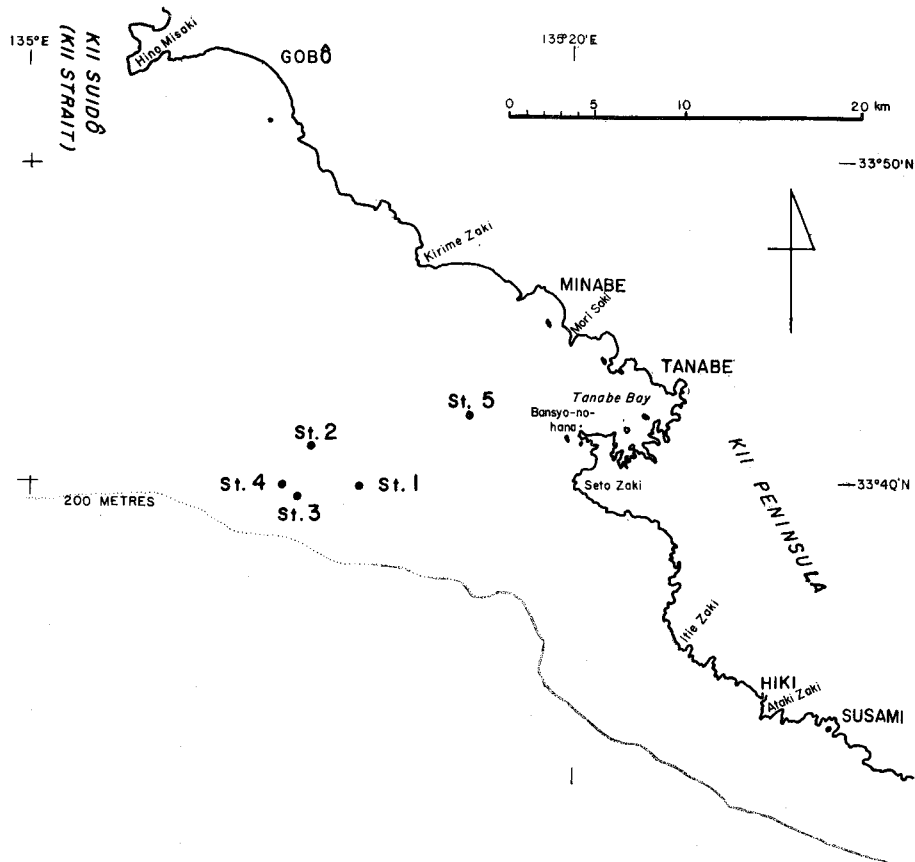 135°E
Hino Misaki
GOBÔ
135°20'E
KII SUIDÔ
(KII STRAIT)
0 5 10 20 km
33°50'N
Kirime Zaki
MINABE
Mori Saki
TANABE
Tanabe Bay
St. 5
Bansyo-no-
hana
St. 2
KII PENINSULA
St. 4
St. 1
Seto Zaki
33°40'N
200 METRES
St. 3
Itie Zaki
HIKI
Ataki Zaki
SUSAMI